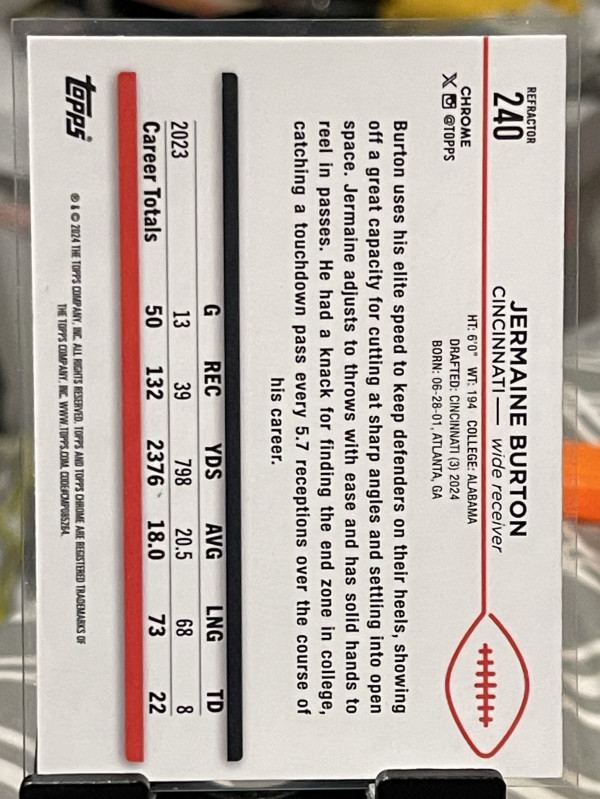 REFRACTOR
240
JERMAINE BURTON
CINCINNATI — wide receiver
CHROME
X @TOPPS
HT: 6'0" WT: 194 COLLEGE: ALABAMA
DRAFTED: CINCINNATI (3) 2024
BORN: 06-28-01, ATLANTA, GA
Burton uses his elite speed to keep defenders on their heels, showing
off a great capacity for cutting at sharp angles and settling into open
space. Jermaine adjusts to throws with ease and has solid hands to
reel in passes. He had a knack for finding the end zone in college,
catching a touchdown pass every 5.7 receptions over the course of
his career.
G REC YDS AVG LNG TD
2023 13 39 798 20.5 68 8
Career Totals 50 132 2376 18.0 73 22
topps®
® & © 2024 THE TOPPS COMPANY, INC. ALL RIGHTS RESERVED. TOPPS AND TOPPS CHROME ARE REGISTERED TRADEMARKS OF
THE TOPPS COMPANY, INC. WWW.TOPPS.COM.